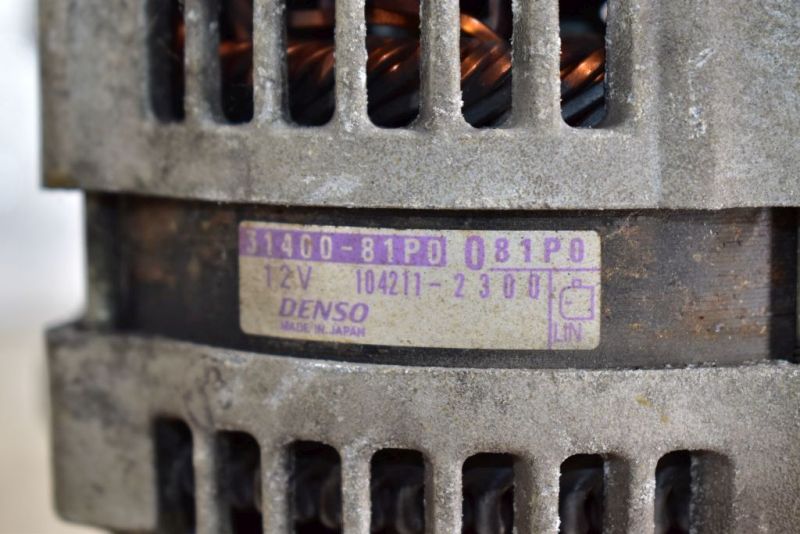 31400-81P0 081P0
12V 104211-2300
DENSO
MADE IN JAPAN
LIN